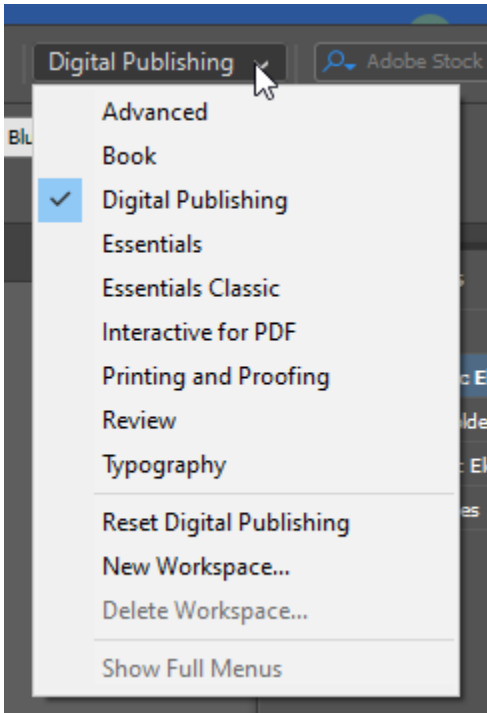 Digital Publishing
Adobe Stock
Blu
Advanced
Book
Digital Publishing
Essentials
Essentials Classic
Interactive for PDF
Printing and Proofing
Review
Typography
Reset Digital Publishing
New Workspace...
Delete Workspace...
Show Full Menus